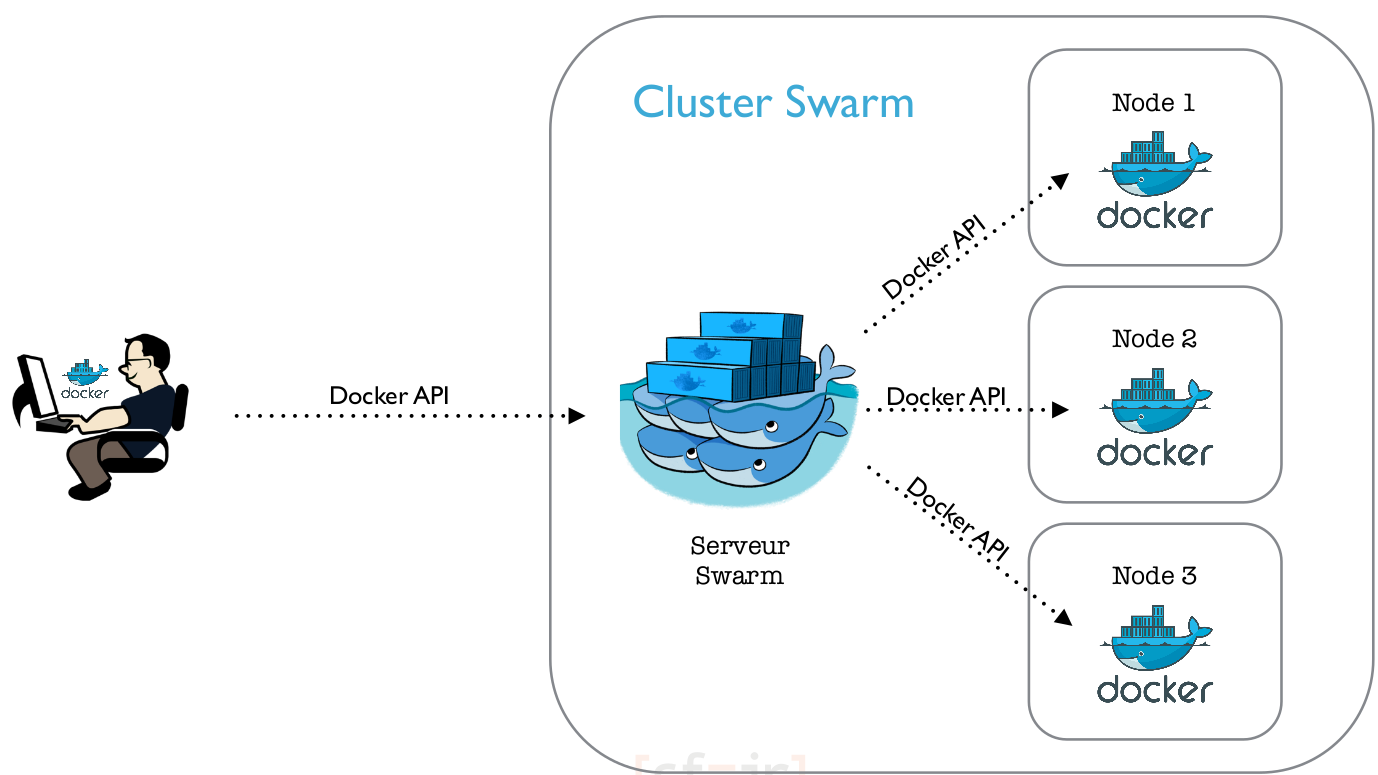 Cluster Swarm
Node 1
docker
Docker API
Node 2
docker
Docker API
Docker API
docker
Serveur
Swarm
Docker API
Node 3
docker